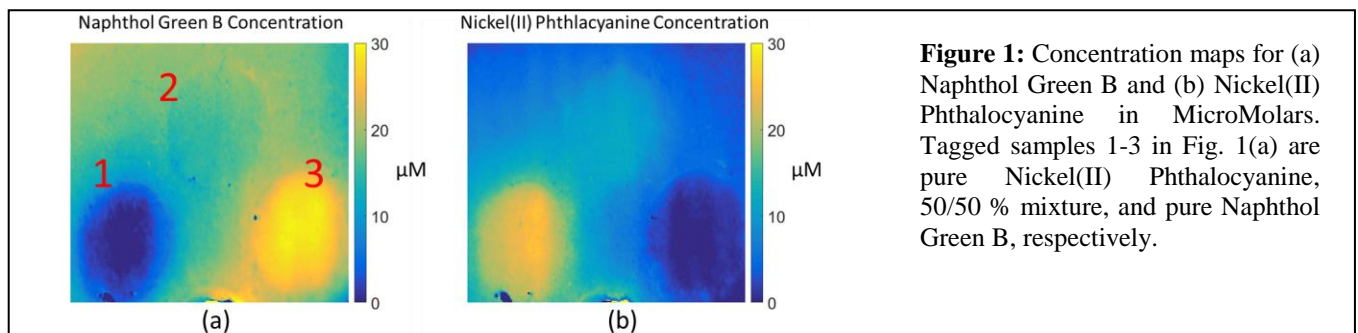 Naphthol Green B Concentration
Nickel(II) Phthlacyanine Concentration
30
20
10
0
µM
1
2
3
(a)
30
20
10
0
µM
(b)
Figure 1: Concentration maps for (a)
Naphthol Green B and (b) Nickel(II)
Phthalocyanine in MicroMolars.
Tagged samples 1-3 in Fig. 1(a) are
pure Nickel(II) Phthalocyanine,
50/50 % mixture, and pure Naphthol
Green B, respectively.